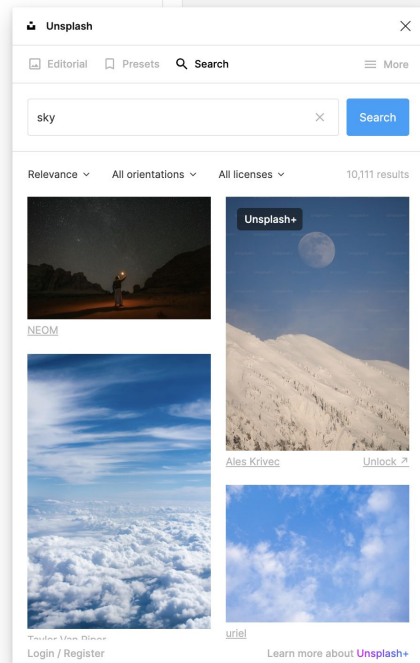 Unsplash
Editorial Presets Search More
sky
Search
Relevance All orientations All licenses 10,111 results
Unsplash+
NEOM
Ales Krivec Unlock
uriel
Login / Register Learn more about Unsplash+